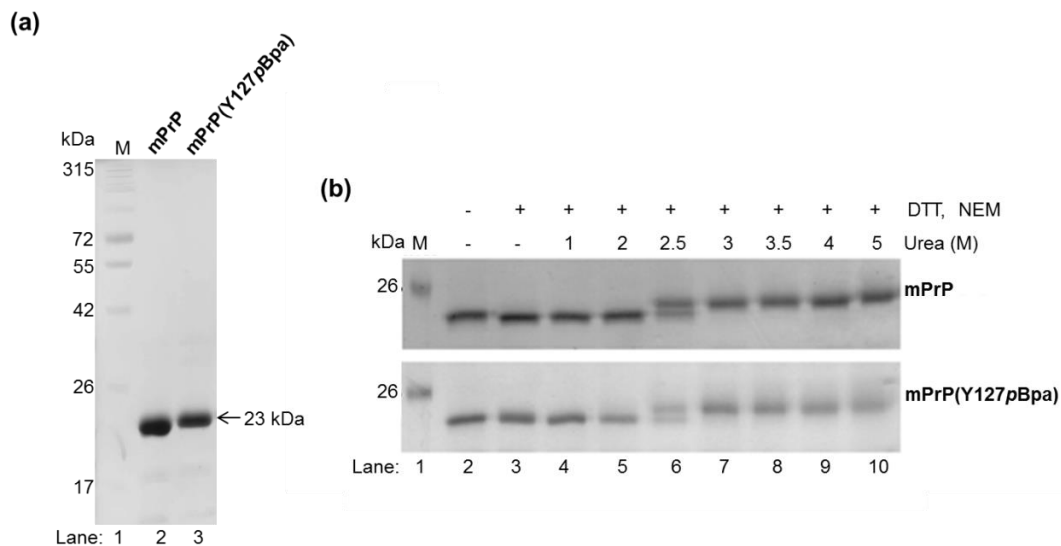 (a)
kDa M mPrP mPrP(Y127pBpa)
315
72
55
42
26
← 23 kDa
17
Lane: 1 2 3
(b)
- + + + + + + + + DTT, NEM
kDa M - - 1 2 2.5 3 3.5 4 5 Urea (M)
26 mPrP
26 mPrP(Y127pBpa)
Lane: 1 2 3 4 5 6 7 8 9 10